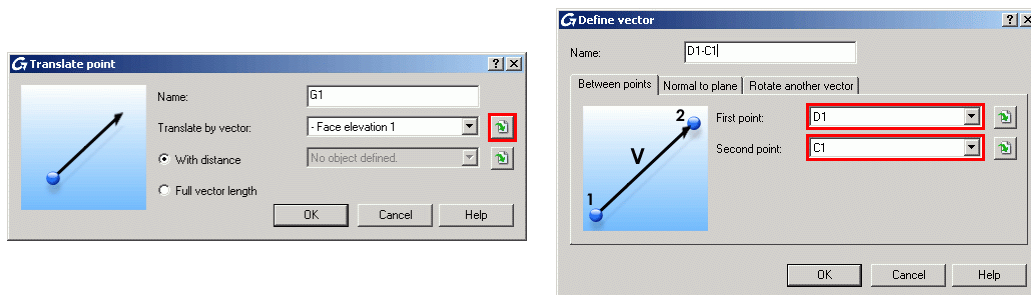 Translate point
Name: G1
Translate by vector: - Face elevation 1
With distance No object defined.
Full vector length
OK Cancel Help
Define vector
Name: D1-C1
Between points Normal to plane Rotate another vector
First point: D1
Second point: C1
1 V 2
OK Cancel Help